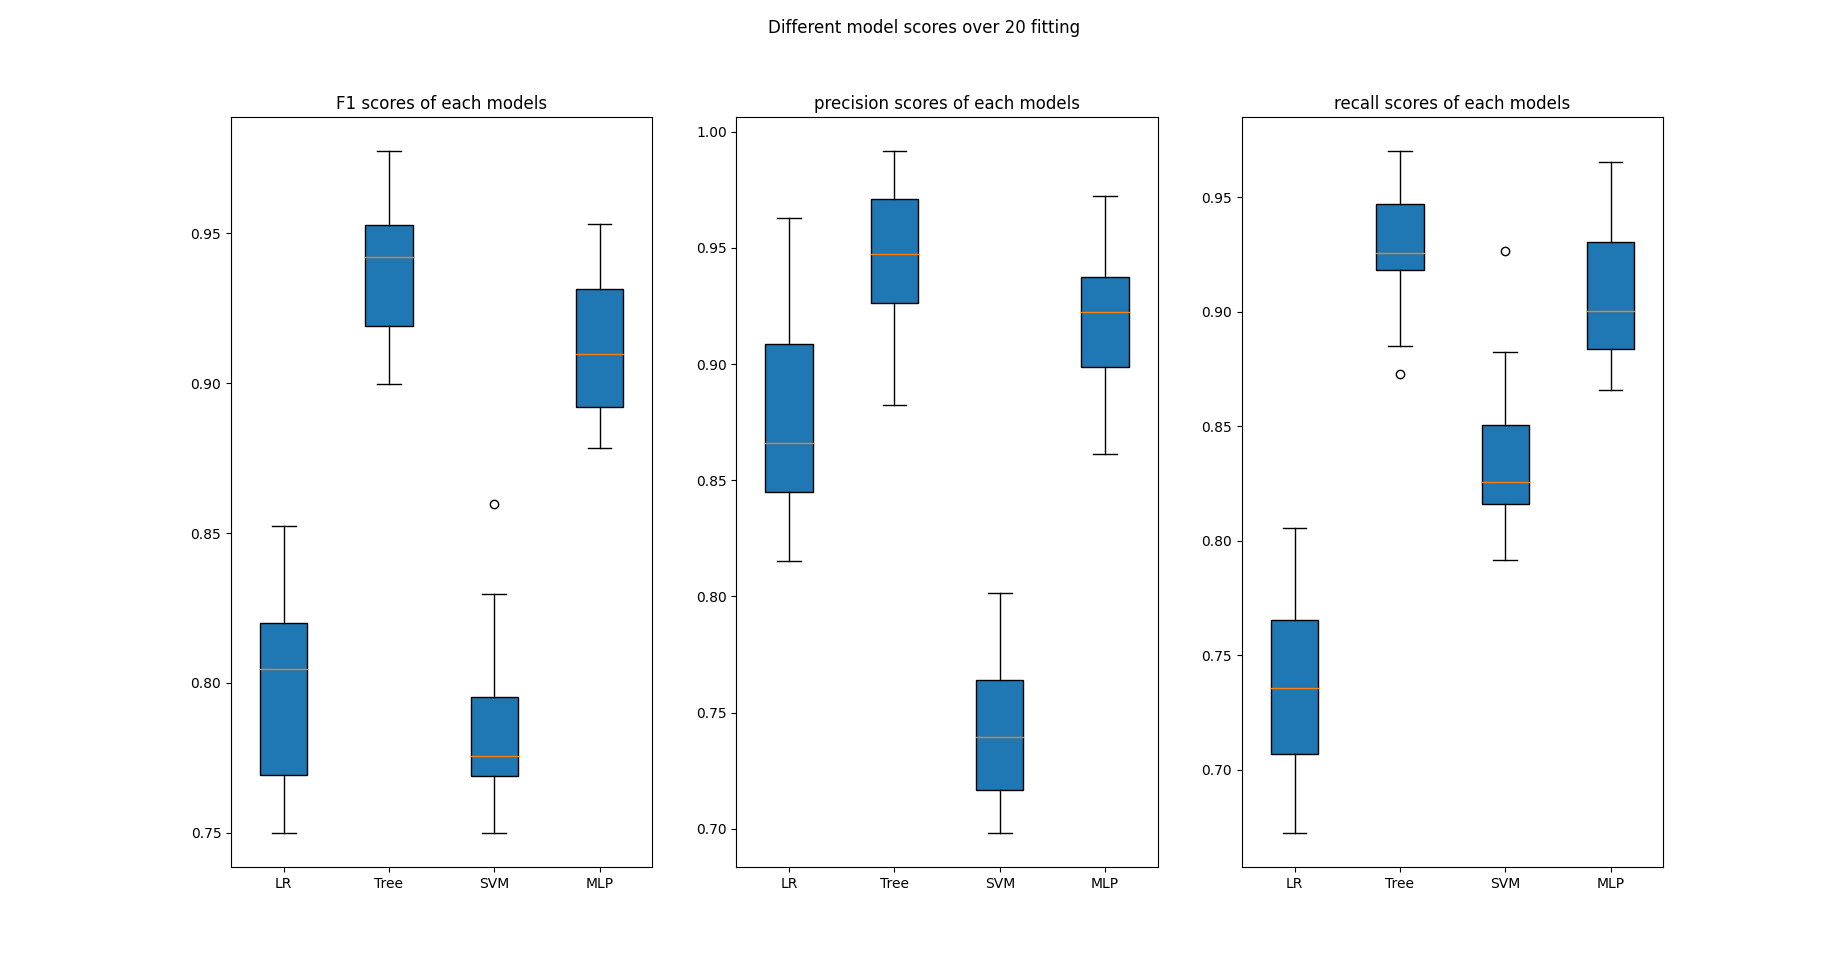 Different model scores over 20 fitting
F1 scores of each models
0.95
0.90
0.85
0.80
0.75
LR Tree SVM MLP
precision scores of each models
1.00
0.95
0.90
0.85
0.80
0.75
0.70
LR Tree SVM MLP
recall scores of each models
0.95
0.90
0.85
0.80
0.75
0.70
LR Tree SVM MLP